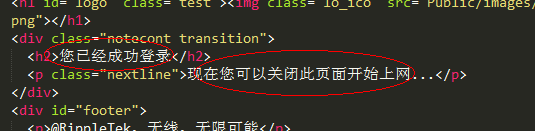 <h1 id="logo" class="test"><img class="lo_ico" src="Public/images/
png"></h1>
<div class="notecont transition">
<h2>您已经成功登录</h2>
<p class="nextline">现在您可以关闭此页面开始上网...</p>
</div>
<div id="footer">
<p>@RippleTek，无线，无限可能</p>